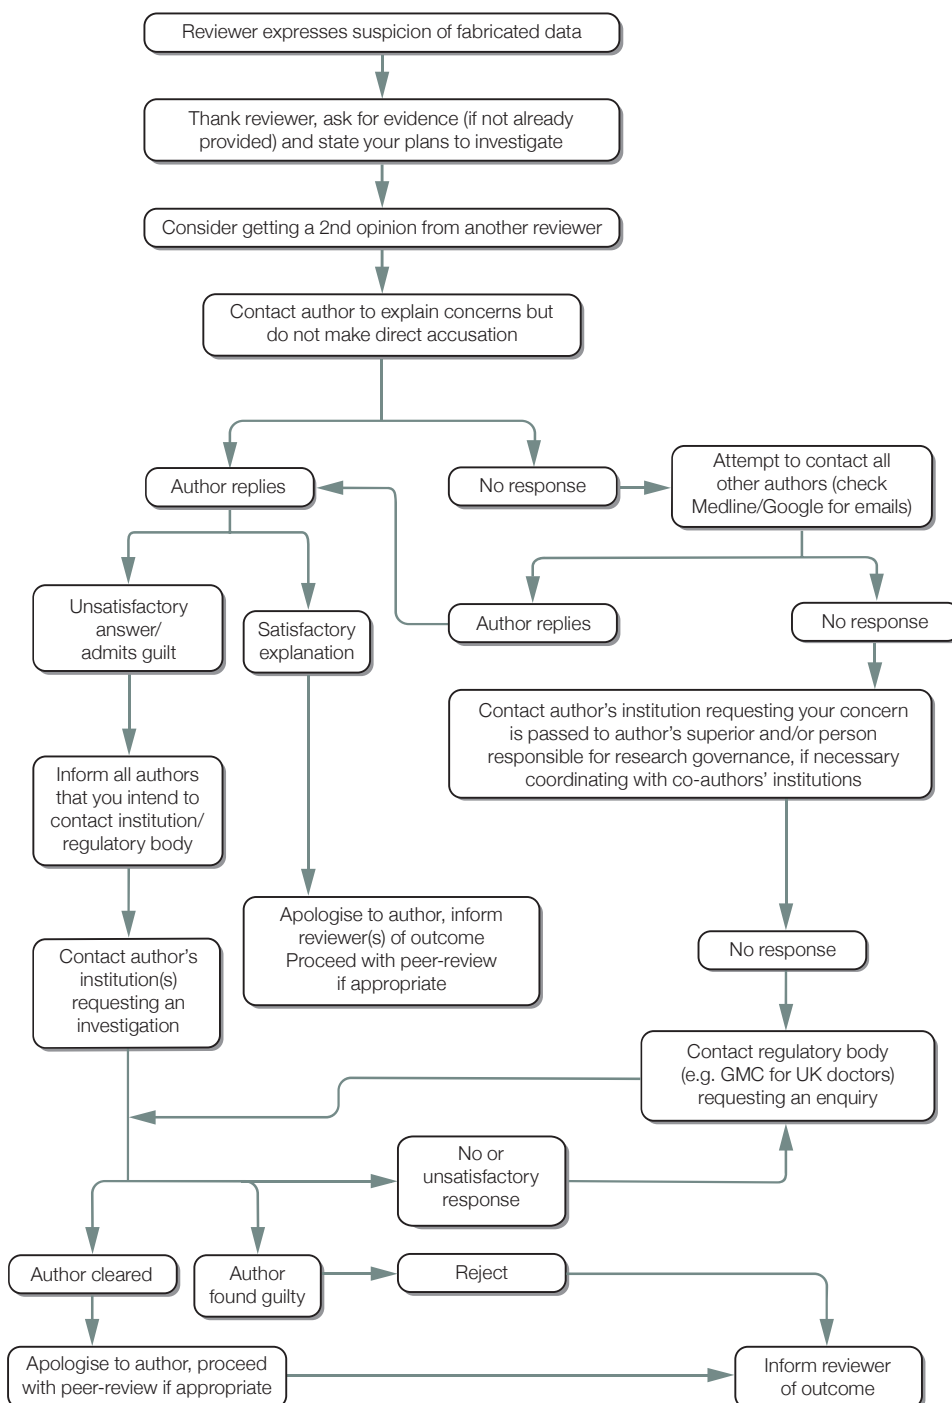 Reviewer expresses suspicion of fabricated data
Thank reviewer, ask for evidence (if not already
provided) and state your plans to investigate
Consider getting a 2nd opinion from another reviewer
Contact author to explain concerns but
do not make direct accusation
Author replies
No response
Attempt to contact all
other authors (check
Medline/Google for emails)
Unsatisfactory
answer/
admits guilt
Satisfactory
explanation
Author replies
No response
Contact author’s institution requesting your concern
is passed to author’s superior and/or person
responsible for research governance, if necessary
coordinating with co-authors’ institutions
Inform all authors
that you intend to
contact institution/
regulatory body
Apologise to author, inform
reviewer(s) of outcome
Proceed with peer-review
if appropriate
No response
Contact author’s
institution(s)
requesting an
investigation
Contact regulatory body
(e.g. GMC for UK doctors)
requesting an enquiry
No or
unsatisfactory
response
Author cleared
Author
found guilty
Reject
Apologise to author, proceed
with peer-review if appropriate
Inform reviewer
of outcome